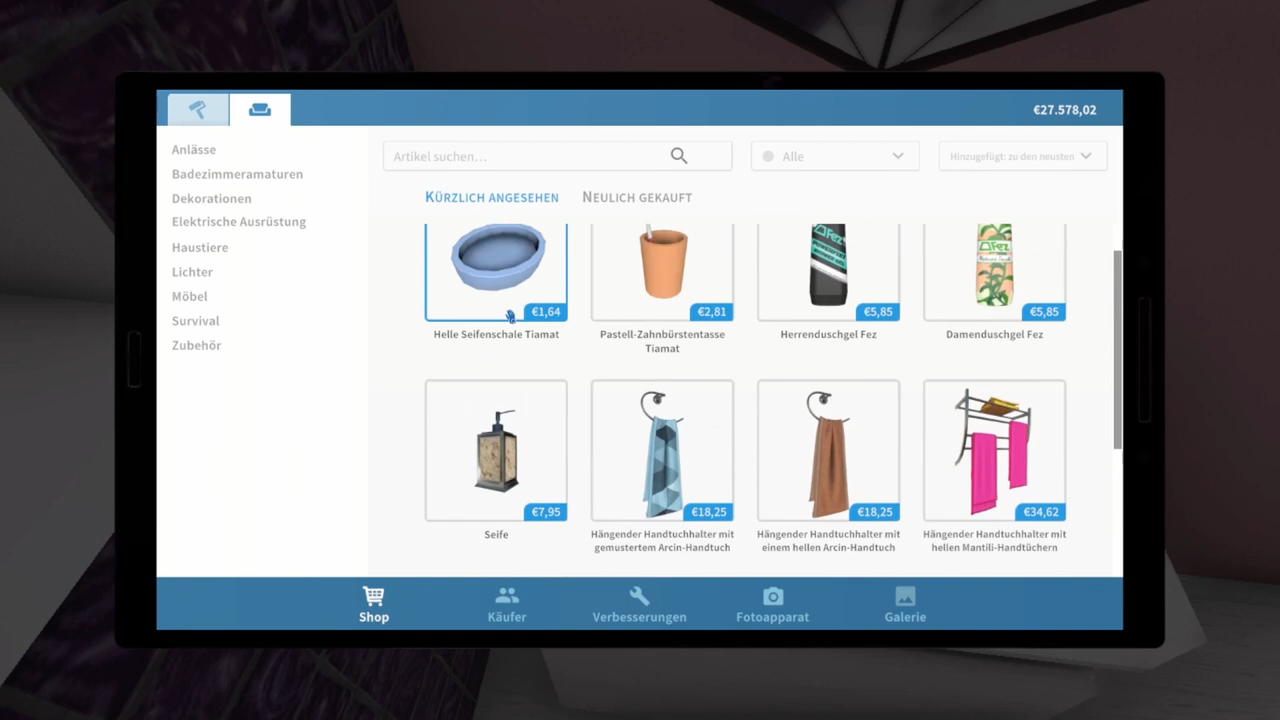 €27.578,02
Anlässe
Badezimmeramaturen
Dekorationen
Elektrische Ausrüstung
Haustiere
Lichter
Möbel
Survival
Zubehör
Artikel suchen...
Alle
Hinzugefügt: zu den neusten
KÜRZLICH ANGESEHEN
NEULICH GEKAUFT
Fez
Fez
€1,64
€2,81
€5,85
€5,85
Helle Seifenschale Tiamat
Pastell-Zahnbürstentasse
Tiamat
Herrenduschgel Fez
Damenduschgel Fez
€7,95
€18,25
€18,25
€34,62
Seife
Hängender Handtuchhalter mit
gemustertem Arcin-Handtuch
Hängender Handtuchhalter mit
einem hellen Arcin-Handtuch
Hängender Handtuchhalter mit
hellen Mantili-Handtüchern
Shop
Käufer
Verbesserungen
Fotoapparat
Galerie